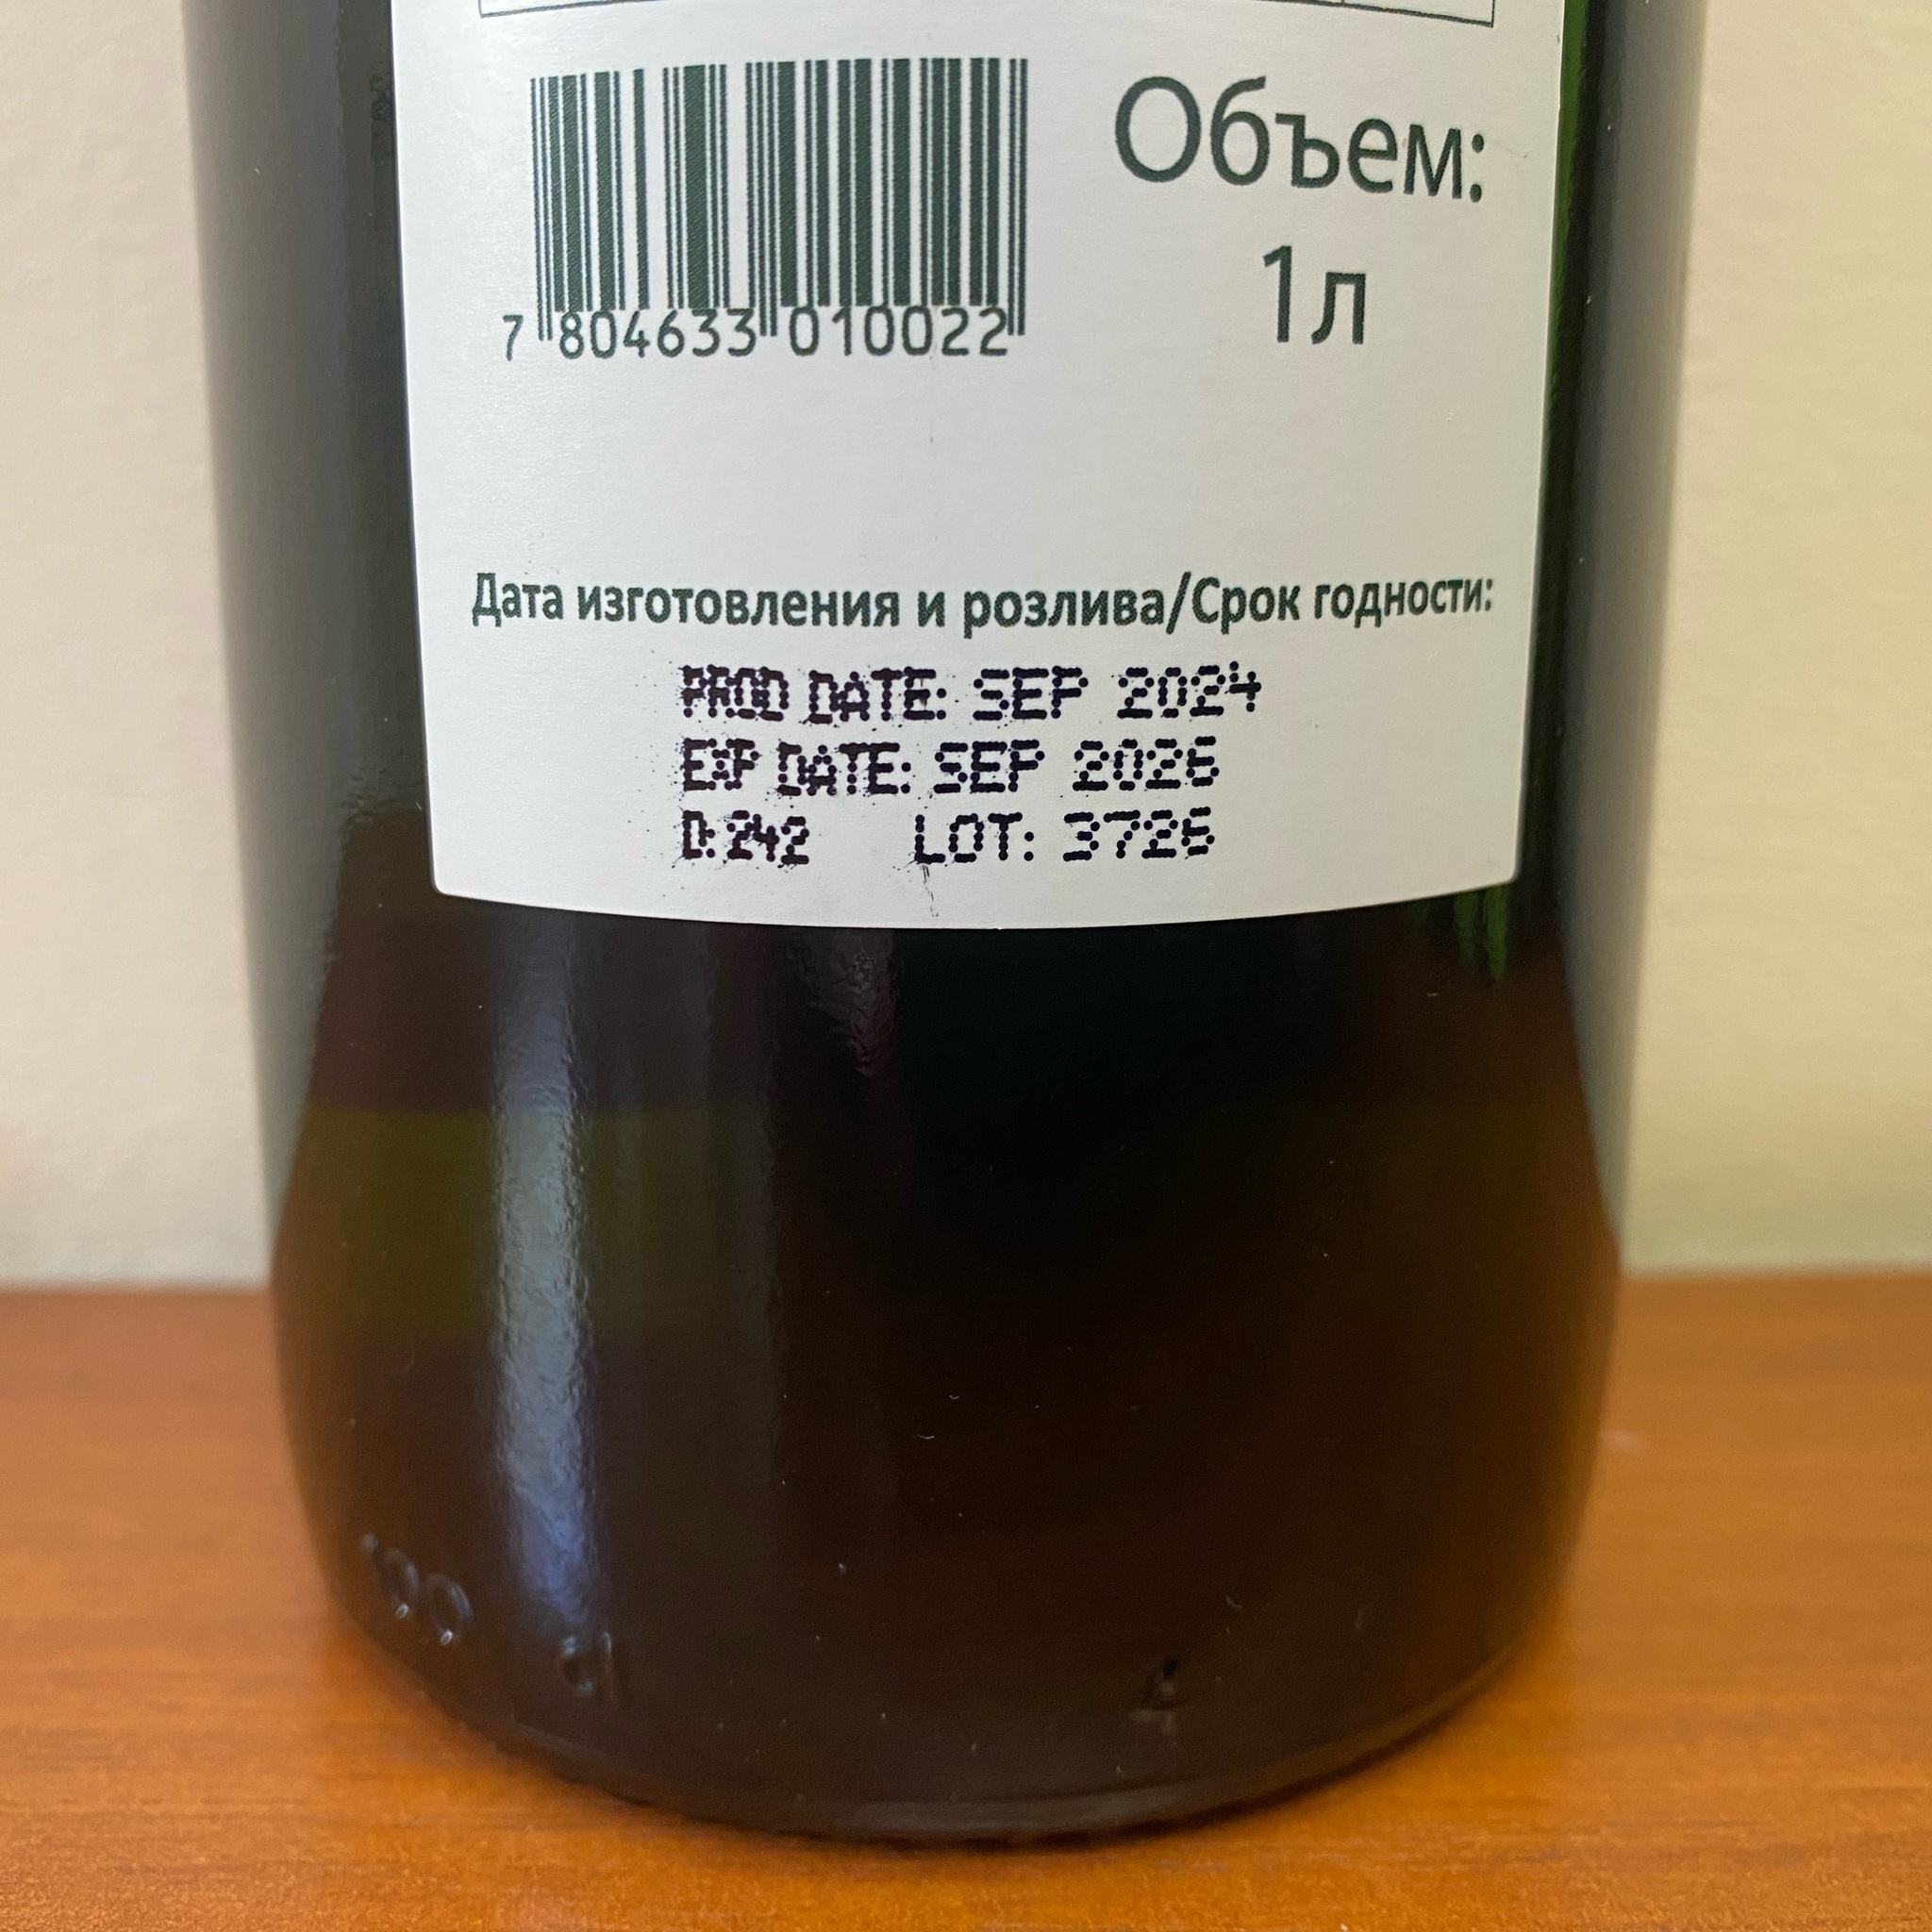 Объем:
1л
7 804633 010022
Дата изготовления и розлива/Срок годности:
PROD DATE: SEP 2024
EXP DATE: SEP 2026
D:242 LOT: 3726
cl